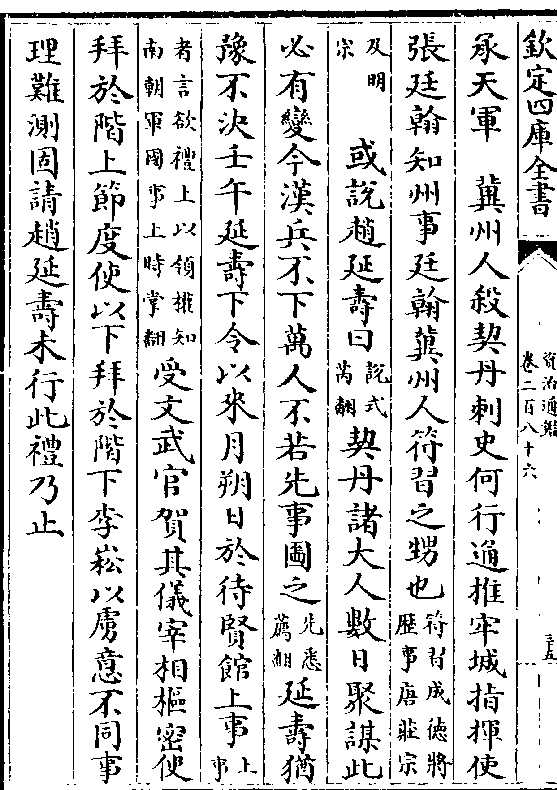 欽定四庫全書
資治通鑑
卷二百八十六
三五
承天軍　冀州人殺契丹刺史何行通推牢城指揮使
張廷翰知州事廷翰冀州人符習之甥也符習成德將歴事唐莊宗
及明宗　或説趙延壽曰説式芮翻契丹諸大人數日聚謀此
必有變今漢兵不下萬人不若先事圖之先悉薦翻延壽猶
豫不決壬午延壽下令以來月朔日於待賢館上事上事
者言欲禮上以領權知南朝軍國事上時掌翻受文武官賀其儀宰相樞密使
拜於階上節度使以下拜於階下李崧以虜意不同事
理難測固請趙延壽未行此禮乃止